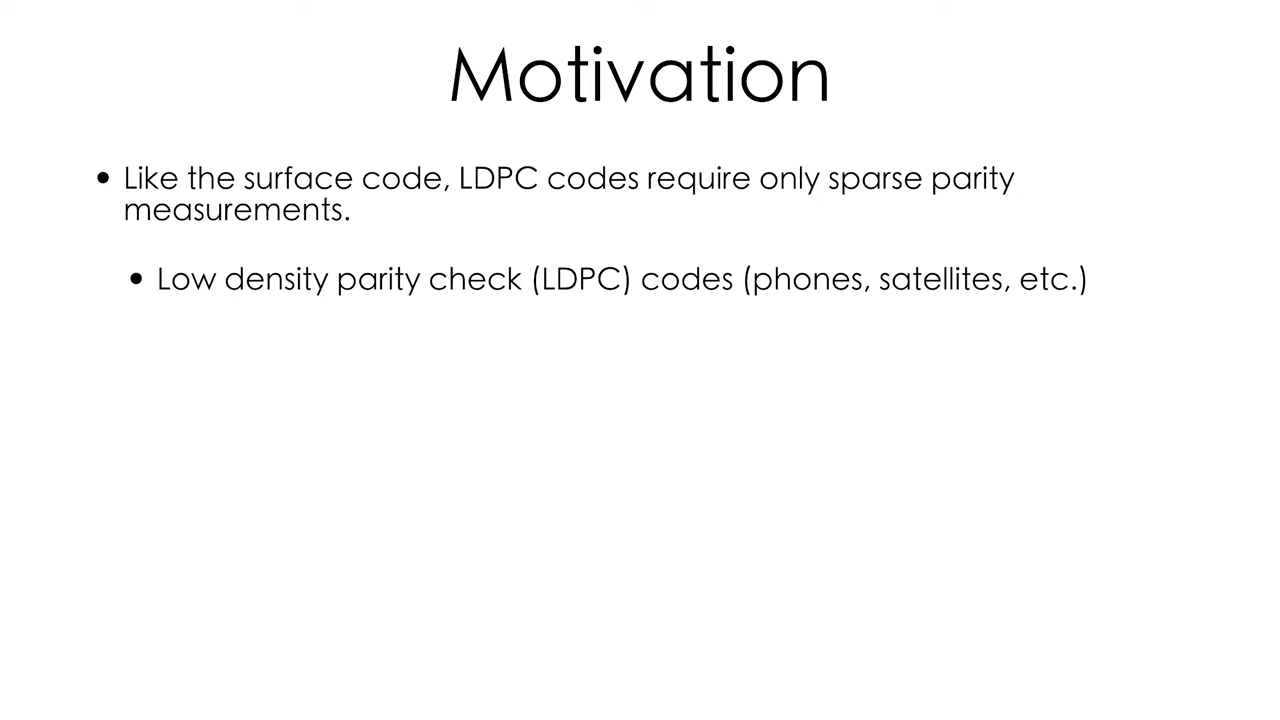 Motivation
• Like the surface code, LDPC codes require only sparse parity
measurements.
• Low density parity check (LDPC) codes (phones, satellites, etc.)